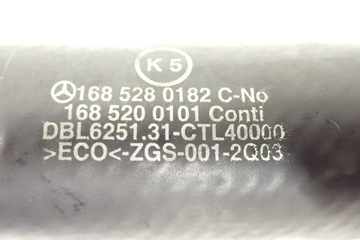 K 5
168 528 0182 C-No
168 520 0101 Conti
DBL6251.31-CTL40000
>ECO<-ZGS-001-2Q03